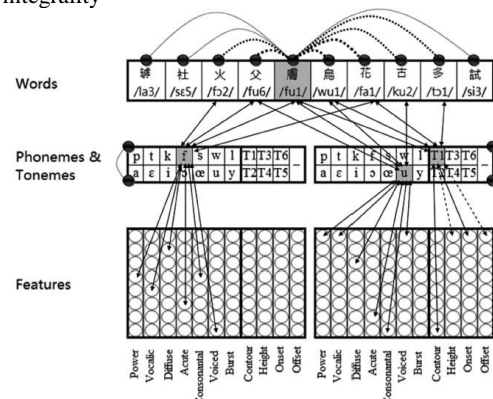 integrality
Words
罅 社 火 父 膚 烏 花 古 多 試
/la3/ /sɛ5/ /fɔ2/ /fu6/ /fu1/ /wu1/ /fa1/ /ku2/ /tɔ1/ /si3/
Phonemes &
Tonemes
p t k f s w l T1 T3 T6 _
a ɛ i ɔ œ u y T2 T4 T5
p t k f s w l T1 T3 T6 _
a ɛ i ɔ œ u y T2 T4 T5
Features
Power
Vocalic
Diffuse
Acute
Consonantal
Voiced
Burst
Contour
Height
Onset
Offset
Power
Vocalic
Diffuse
Acute
Consonantal
Voiced
Burst
Contour
Height
Onset
Offset